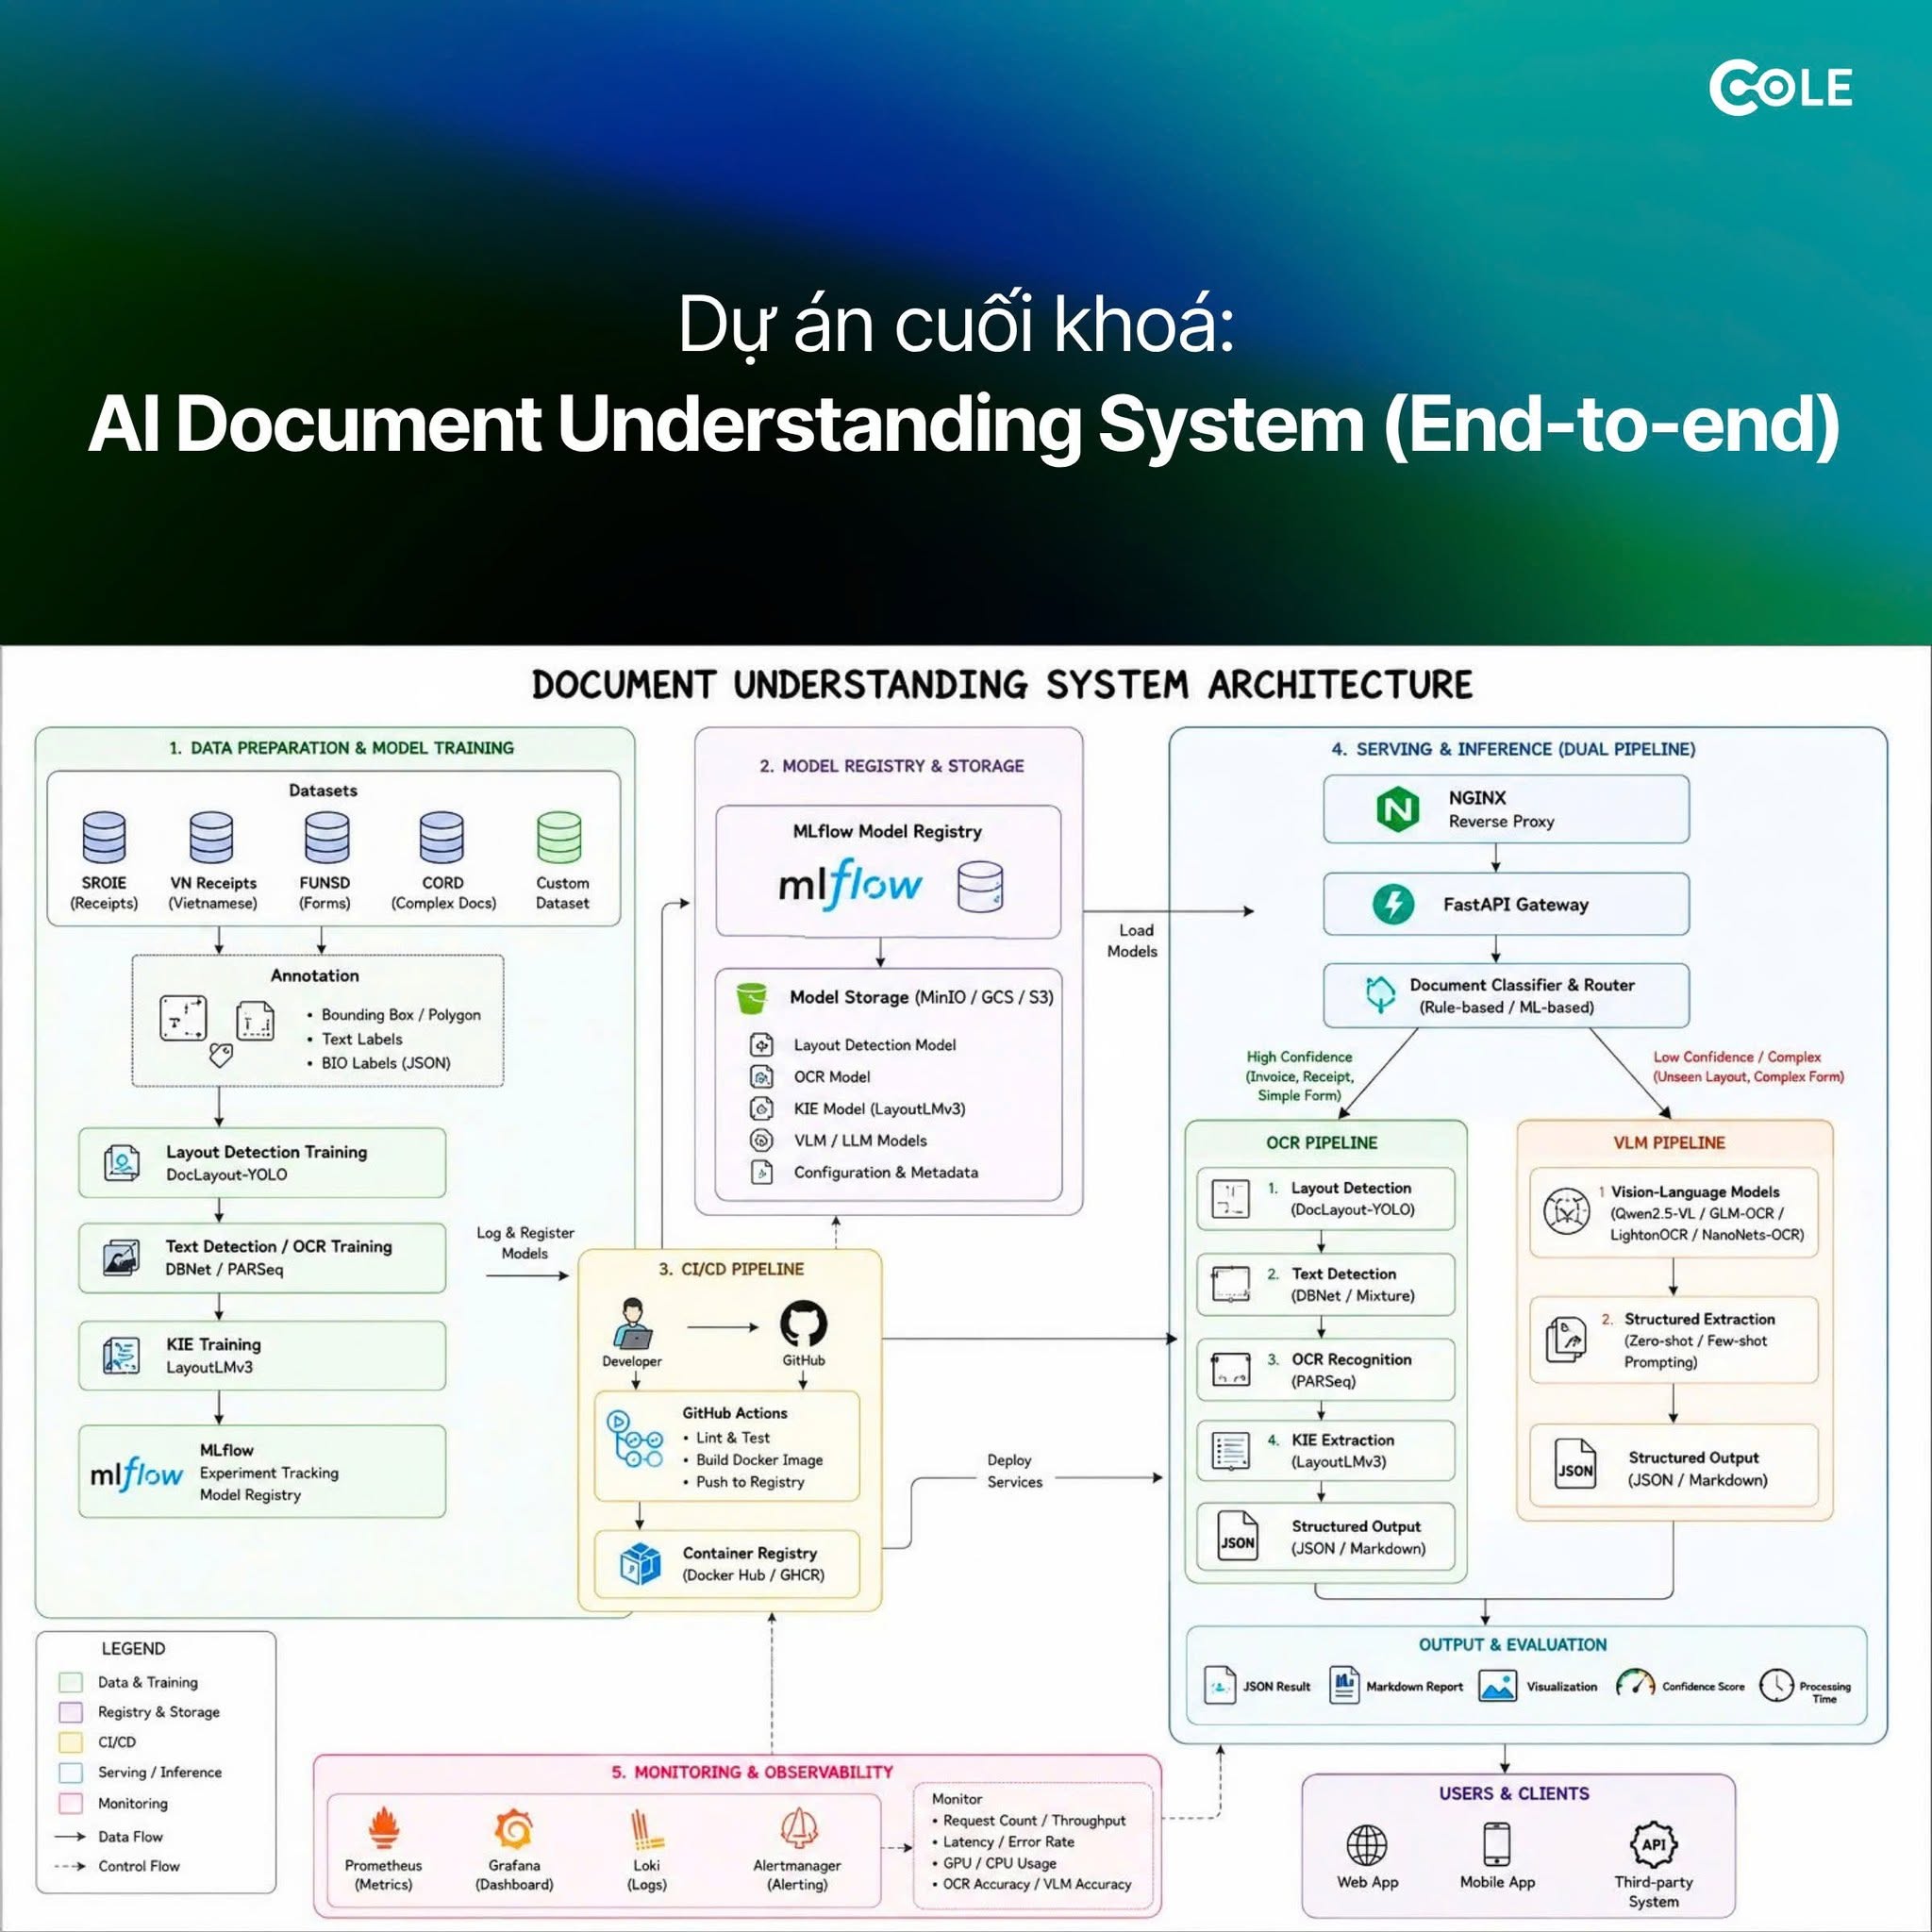 COLE
Dự án cuối khoá:
AI Document Understanding System (End-to-end)
DOCUMENT UNDERSTANDING SYSTEM ARCHITECTURE
1. DATA PREPARATION & MODEL TRAINING
Datasets
SROIE
(Receipts)
VN Receipts
(Vietnamese)
FUNSD
(Forms)
CORD
(Complex Docs)
Custom
Dataset
Annotation
• Bounding Box / Polygon
• Text Labels
• BIO Labels (JSON)
Layout Detection Training
DocLayout-YOLO
Text Detection / OCR Training
DBNet / PARSeq
KIE Training
LayoutLMv3
mlflow
MLflow
Experiment Tracking
Model Registry
Log & Register
Models
2. MODEL REGISTRY & STORAGE
MLflow Model Registry
mlflow
Model Storage (MinIO / GCS / S3)
Layout Detection Model
OCR Model
KIE Model (LayoutLMv3)
VLM / LLM Models
Configuration & Metadata
Load
Models
3. CI/CD PIPELINE
Developer
GitHub
GitHub Actions
• Lint & Test
• Build Docker Image
• Push to Registry
Container Registry
(Docker Hub / GHCR)
Deploy
Services
4. SERVING & INFERENCE (DUAL PIPELINE)
NGINX
Reverse Proxy
FastAPI Gateway
Document Classifier & Router
(Rule-based / ML-based)
High Confidence
(Invoice, Receipt,
Simple Form)
Low Confidence / Complex
(Unseen Layout, Complex Form)
OCR PIPELINE
1. Layout Detection
(DocLayout-YOLO)
2. Text Detection
(DBNet / Mixture)
3. OCR Recognition
(PARSeq)
4. KIE Extraction
(LayoutLMv3)
JSON
Structured Output
(JSON / Markdown)
VLM PIPELINE
1 Vision-Language Models
(Qwen2.5-VL / GLM-OCR /
LightonOCR / NanoNets-OCR)
2. Structured Extraction
(Zero-shot / Few-shot
Prompting)
JSON
Structured Output
(JSON / Markdown)
OUTPUT & EVALUATION
JSON Result
Markdown Report
Visualization
Confidence Score
Processing
Time
LEGEND
Data & Training
Registry & Storage
CI/CD
Serving / Inference
Monitoring
Data Flow
Control Flow
5. MONITORING & OBSERVABILITY
Prometheus
(Metrics)
Grafana
(Dashboard)
Loki
(Logs)
Alertmanager
(Alerting)
Monitor
• Request Count / Throughput
• Latency / Error Rate
• GPU / CPU Usage
• OCR Accuracy / VLM Accuracy
USERS & CLIENTS
Web App
Mobile App
API
Third-party
System